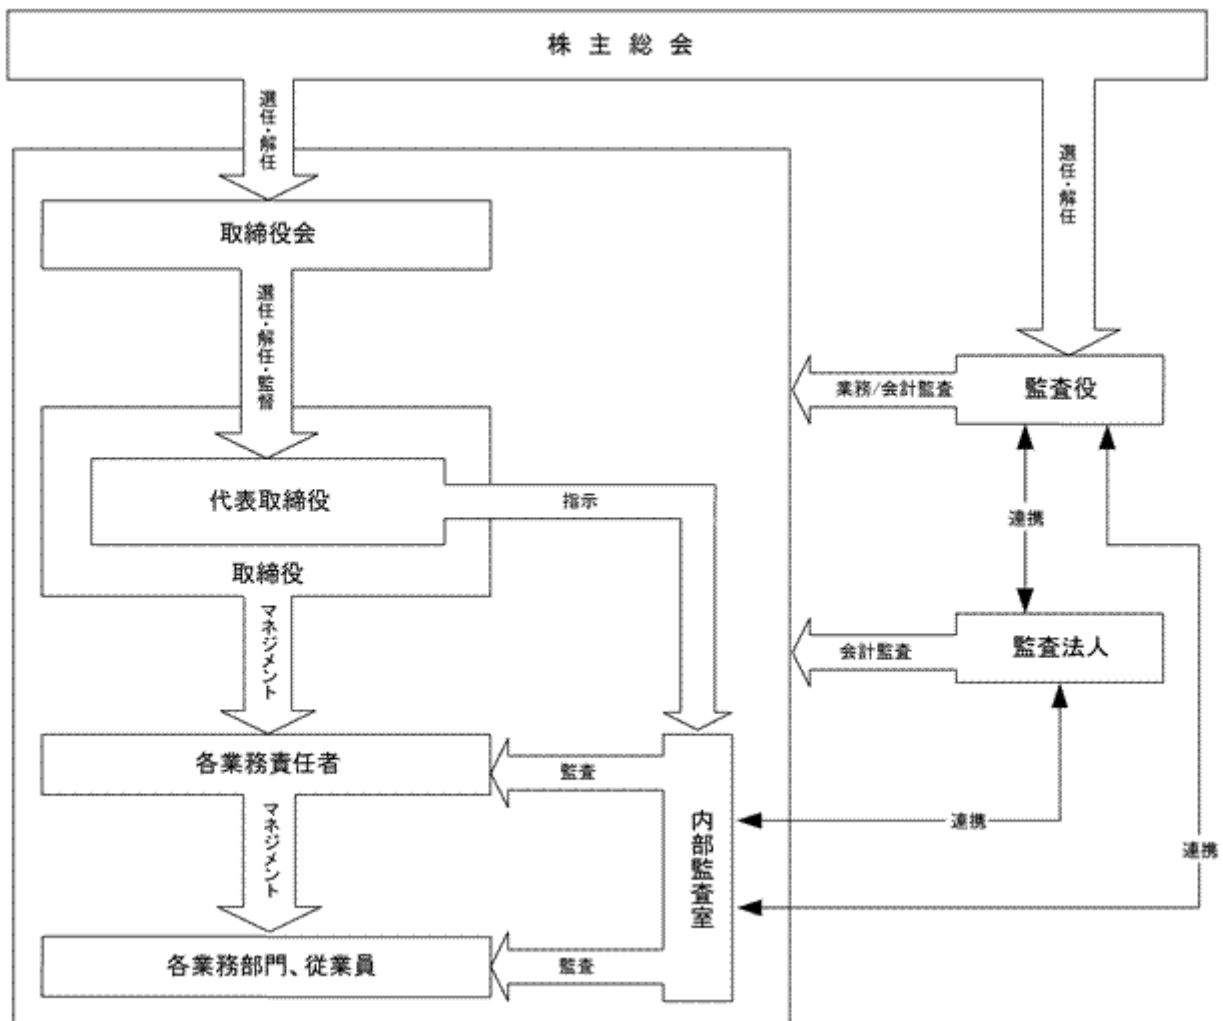 株主総会
選任・解任
選任・解任
取締役会
選任・解任・監督
業務/会計監査
監査役
代表取締役
指示
連携
取締役
マネジメント
会計監査
監査法人
各業務責任者
監査
マネジメント
内部監査室
連携
連携
各業務部門、従業員
監査